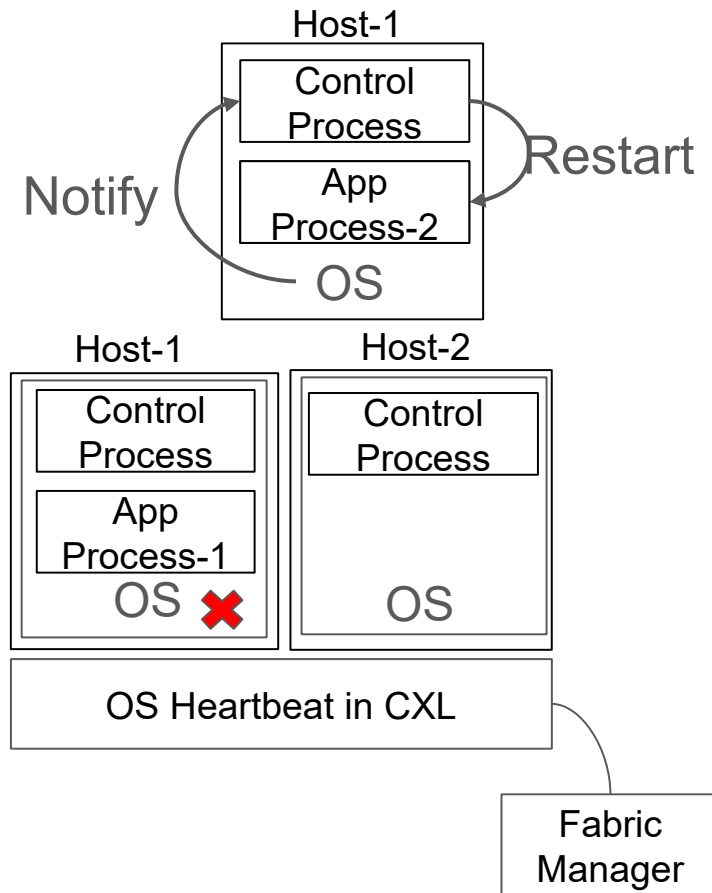 Host-1
Control
Process
Notify
Restart
App
Process-2
OS
Host-1
Control
Process
App
Process-1
OS
Host-2
Control
Process
OS
OS Heartbeat in CXL
Fabric
Manager